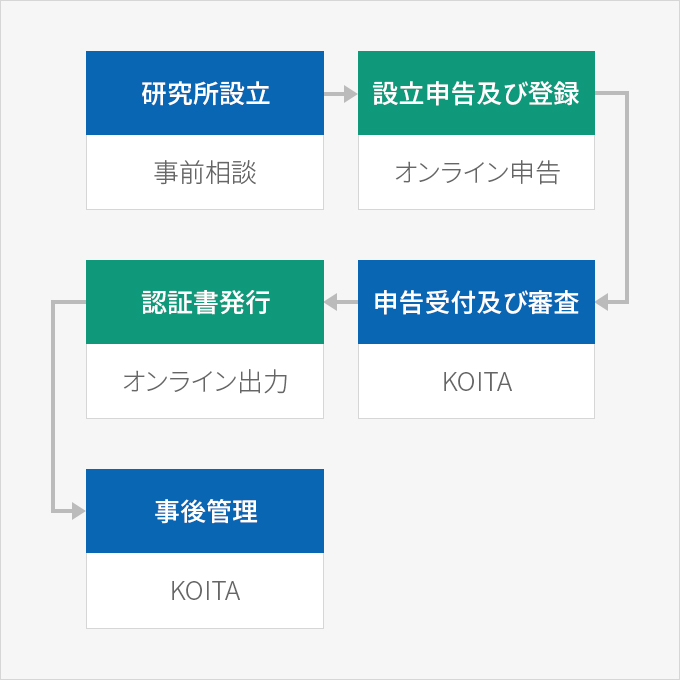 研究所設立
事前相談
設立申告及び登録
オンライン申告
申告受付及び審査
KOITA
認証書発行
オンライン出力
事後管理
KOITA